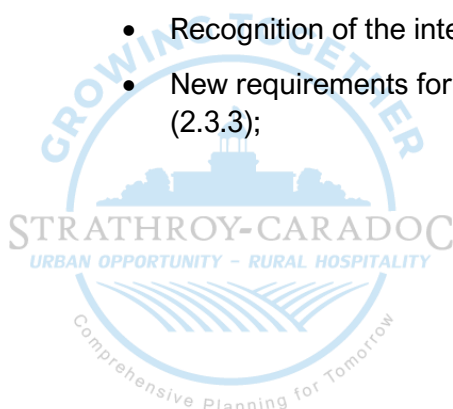 • Recognition of the inte
• New requirements for
(2.3.3);
GROWING TOGETHER
STRATHROY-CARADOC
URBAN OPPORTUNITY – RURAL HOSPITALITY
Comprehensive Planning for Tomorrow